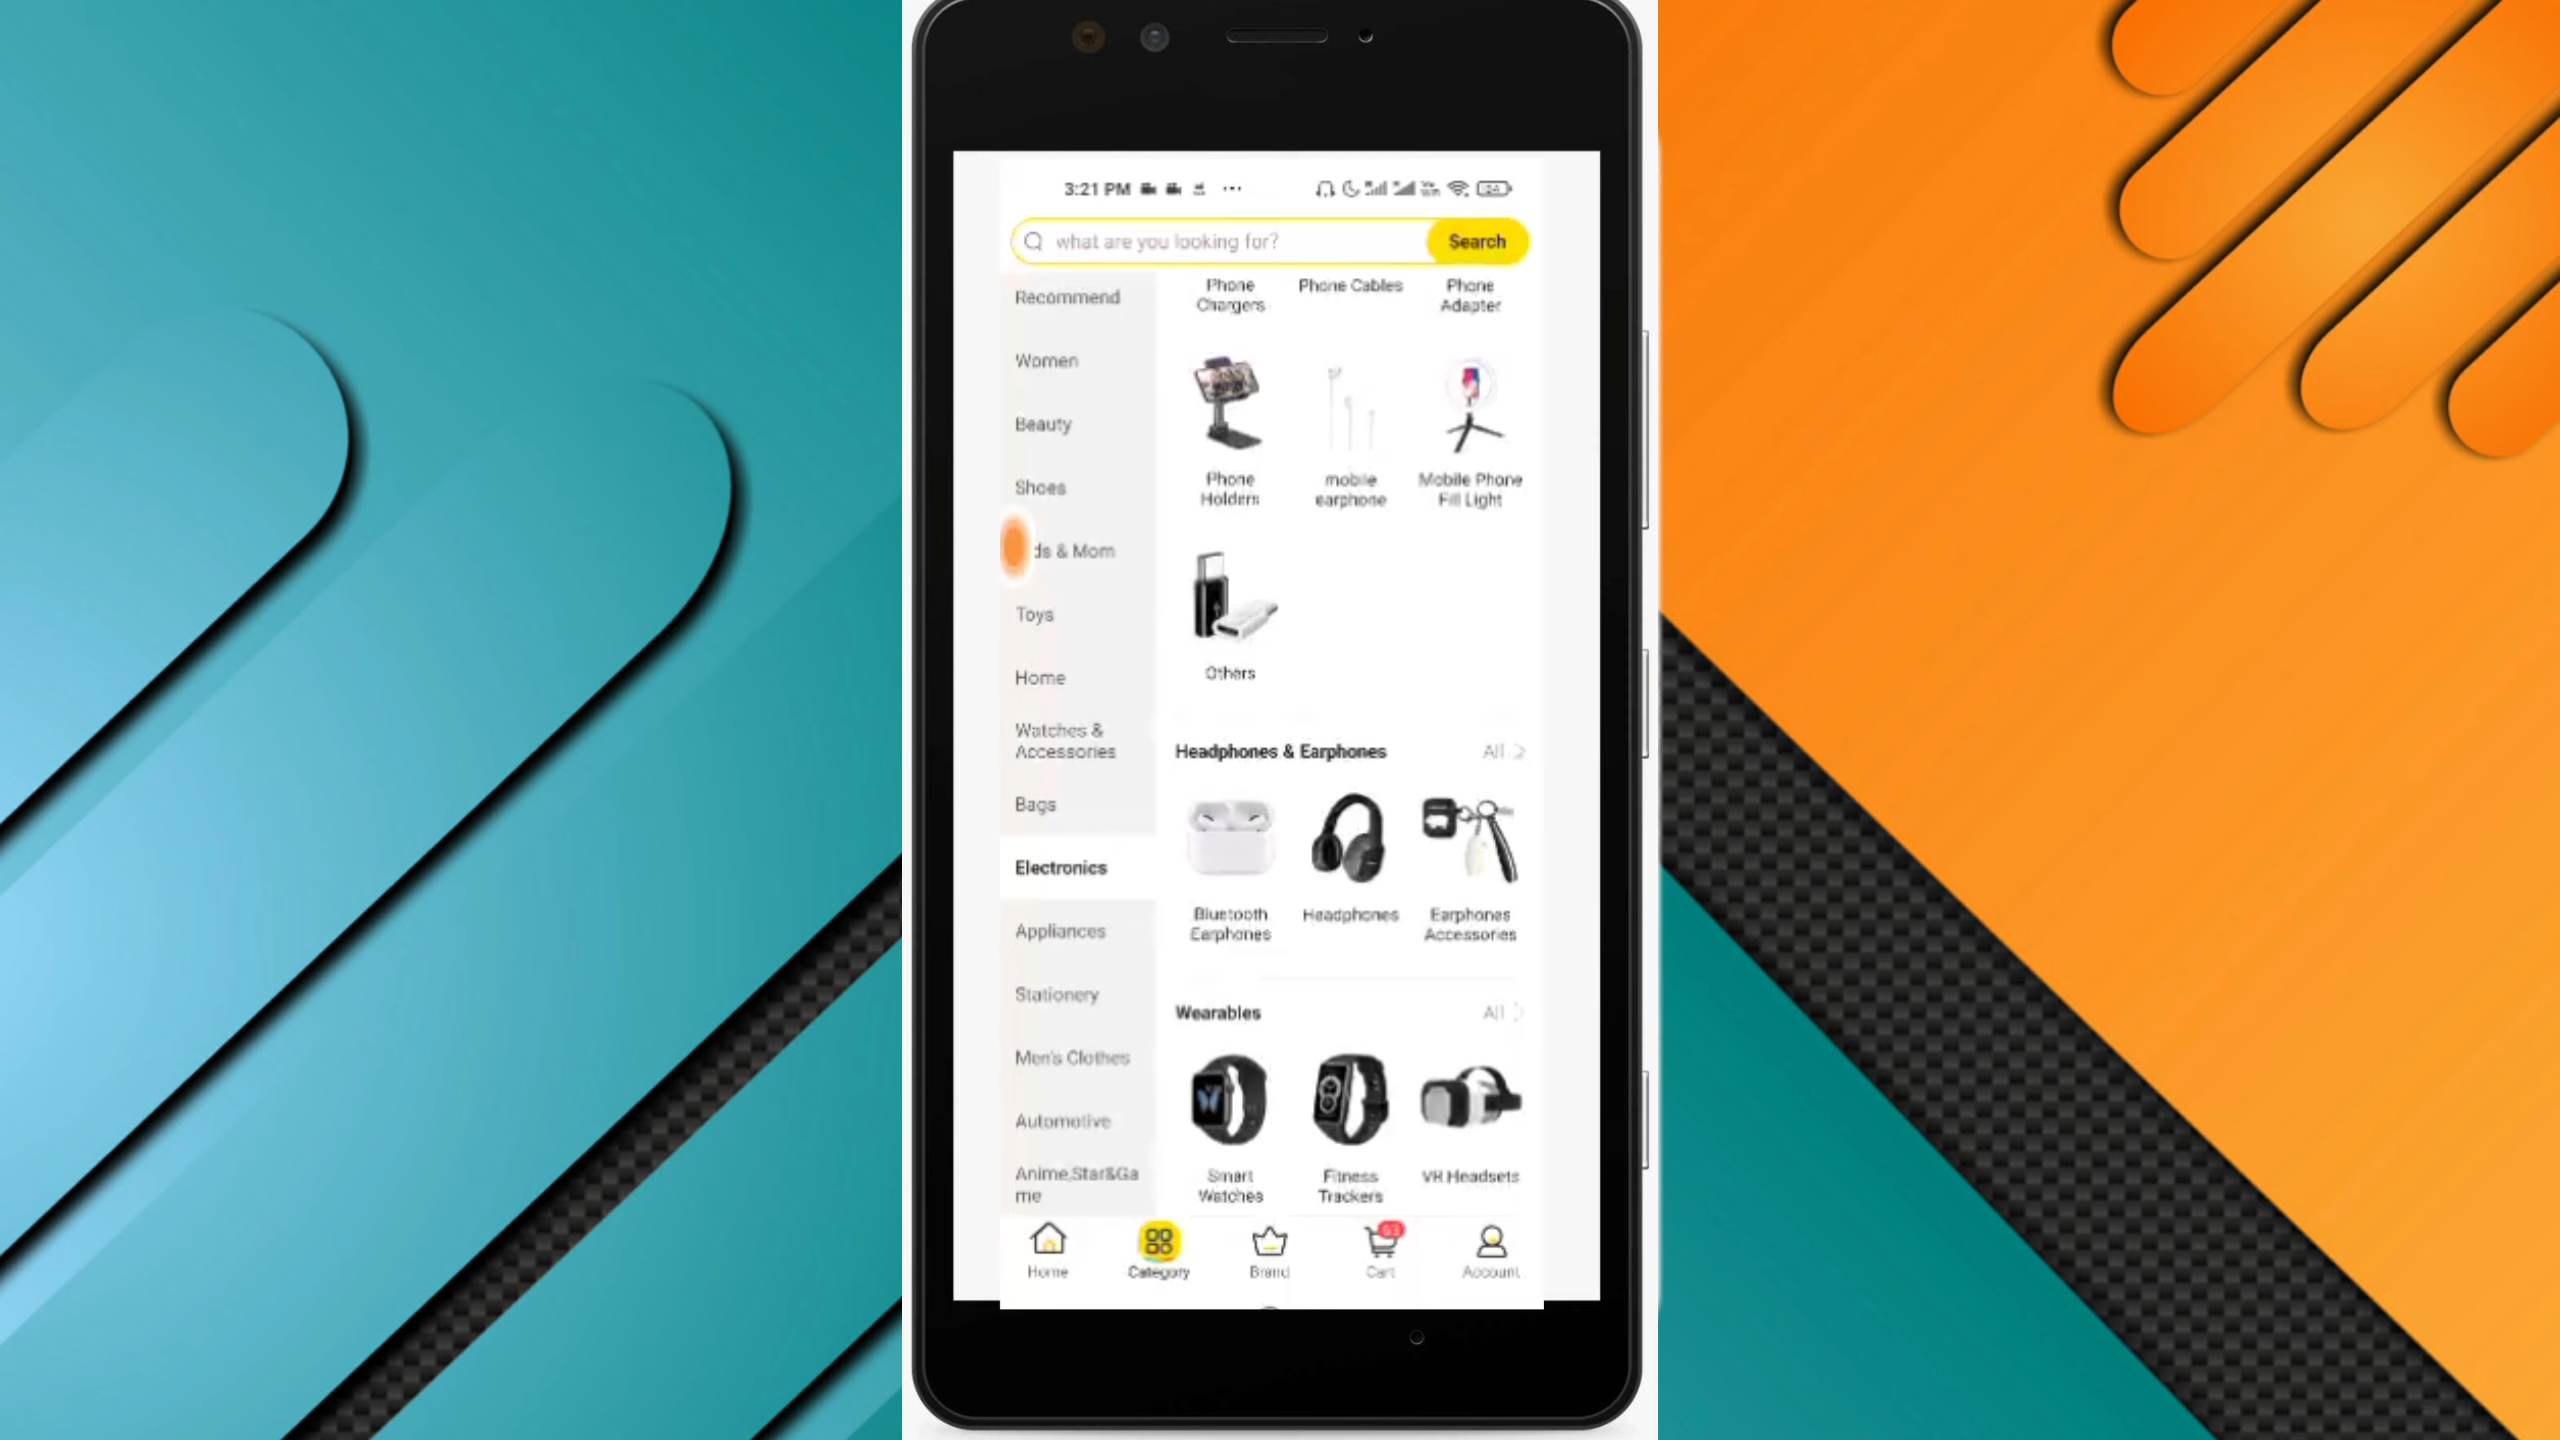 3:21 PM
what are you looking for?
Search
Recommend
Women
Beauty
Shoes
ds & Mom
Toys
Home
Watches &
Accessories
Bags
Electronics
Appliances
Stationery
Men's Clothes
Automotive
Anime,Star&Ga
me
Phone
Chargers
Phone Cables
Phone
Adapter
Phone
Holders
mobile
earphone
Mobile Phone
Fill Light
Others
Headphones & Earphones
All
Bluetooth
Earphones
Headphones
Earphones
Accessories
Wearables
All
Smart
Watches
Fitness
Trackers
VR Headsets
Home
Category
Brand
Cart
Account